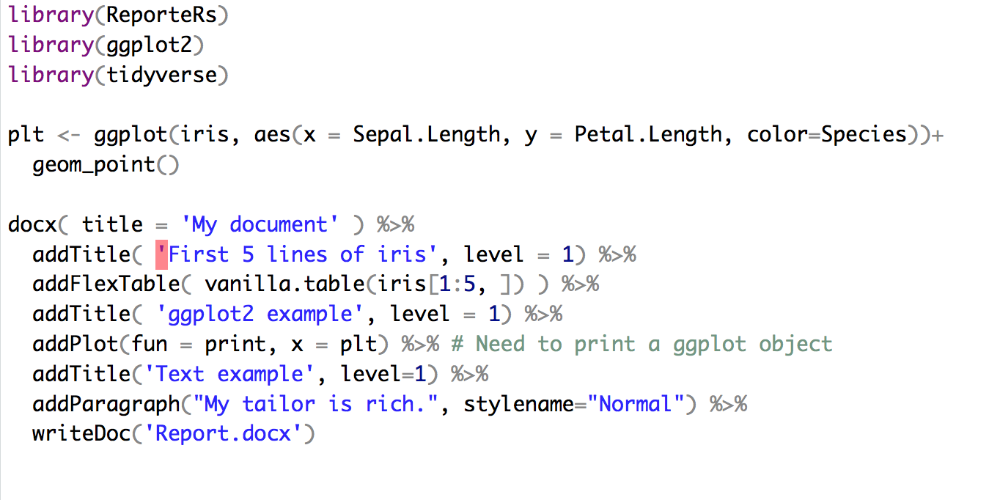 library(ReporteRs)
library(ggplot2)
library(tidyverse)

plt <- ggplot(iris, aes(x = Sepal.Length, y = Petal.Length, color=Species))+
  geom_point()

docx( title = 'My document' ) %>%
  addTitle( 'First 5 lines of iris', level = 1) %>%
  addFlexTable( vanilla.table(iris[1:5, ]) ) %>%
  addTitle( 'ggplot2 example', level = 1) %>%
  addPlot(fun = print, x = plt) %>% # Need to print a ggplot object
  addTitle('Text example', level=1) %>%
  addParagraph("My tailor is rich.", stylename="Normal") %>%
  writeDoc('Report.docx')